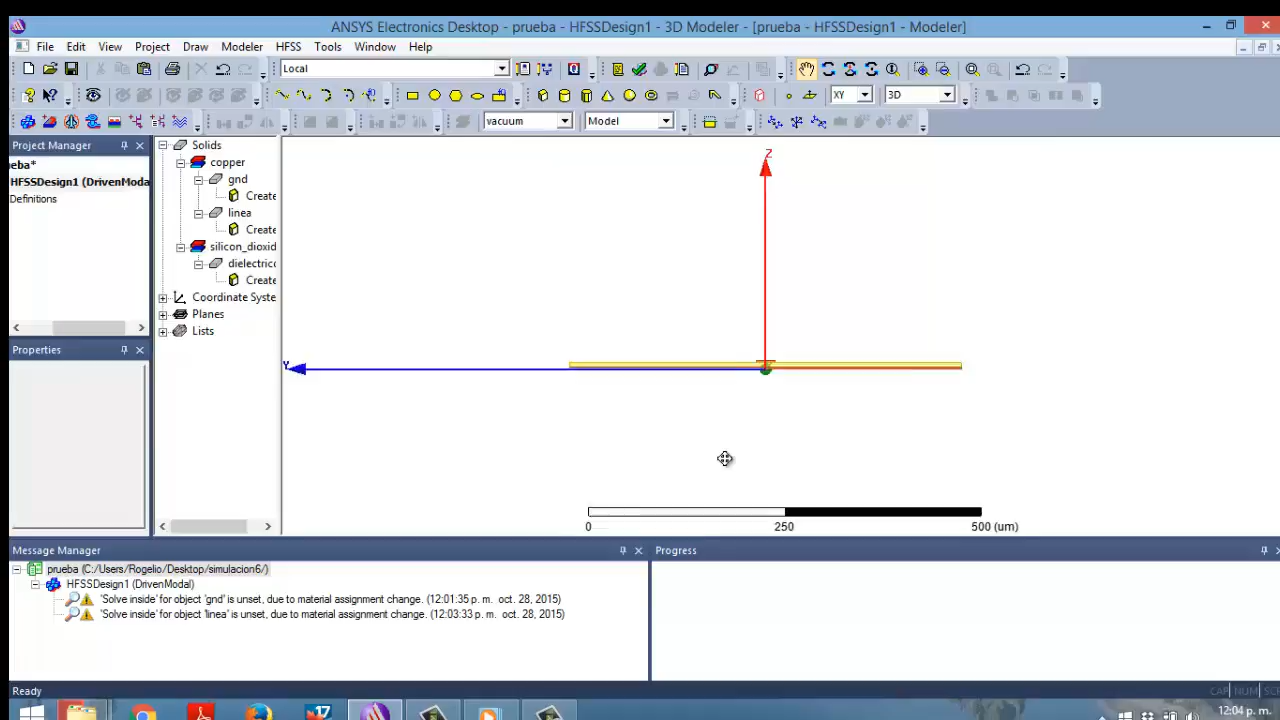 ANSYS Electronics Desktop - prueba - HFSSDesign1 - 3D Modeler - [prueba - HFSSDesign1 - Modeler]
File Edit View Project Draw Modeler HFSS Tools Window Help
Local
XY 3D
vacuum Model
Project Manager
eba*
HFSSDesign1 (DrivenModa
Definitions
Properties
Solids
copper
gnd
Create
linea
Create
silicon_dioxid
dielectrico
Create
Coordinate Syste
Planes
Lists
Z
Y
0 250 500 (um)
Message Manager
prueba (C:/Users/Rogelio/Desktop/simulacion6/)
HFSSDesign1 (DrivenModal)
'Solve inside' for object 'gnd' is unset, due to material assignment change. (12:01:35 p. m. oct. 28, 2015)
'Solve inside' for object 'linea' is unset, due to material assignment change. (12:03:33 p. m. oct. 28, 2015)
Progress
Ready
CAP NUM SCR
17
12:04 p. m.